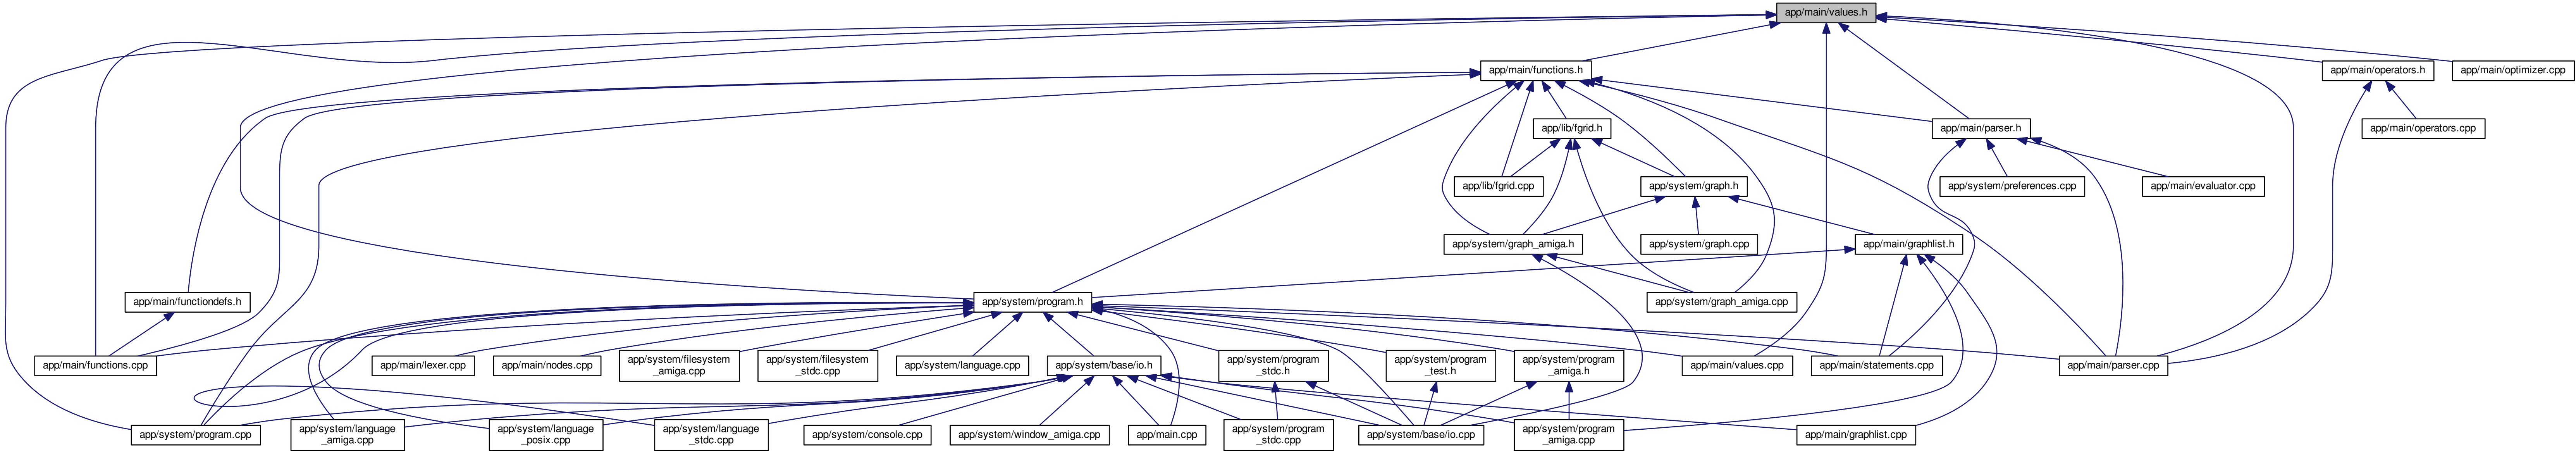 app/main/values.h
app/main/functions.h
app/main/operators.h
app/main/optimizer.cpp
app/lib/fgrid.h
app/main/parser.h
app/main/operators.cpp
app/lib/fgrid.cpp
app/system/graph.h
app/system/preferences.cpp
app/main/evaluator.cpp
app/system/graph_amiga.h
app/system/graph.cpp
app/main/graphlist.h
app/main/functiondefs.h
app/system/program.h
app/system/graph_amiga.cpp
app/main/functions.cpp
app/main/lexer.cpp
app/main/nodes.cpp
app/system/filesystem
_amiga.cpp
app/system/filesystem
_stdc.cpp
app/system/language.cpp
app/system/base/io.h
app/system/program
_stdc.h
app/system/program
_test.h
app/system/program
_amiga.h
app/main/values.cpp
app/main/statements.cpp
app/main/parser.cpp
app/system/program.cpp
app/system/language
_amiga.cpp
app/system/language
_posix.cpp
app/system/language
_stdc.cpp
app/system/console.cpp
app/system/window_amiga.cpp
app/main.cpp
app/system/program
_stdc.cpp
app/system/base/io.cpp
app/system/program
_amiga.cpp
app/main/graphlist.cpp